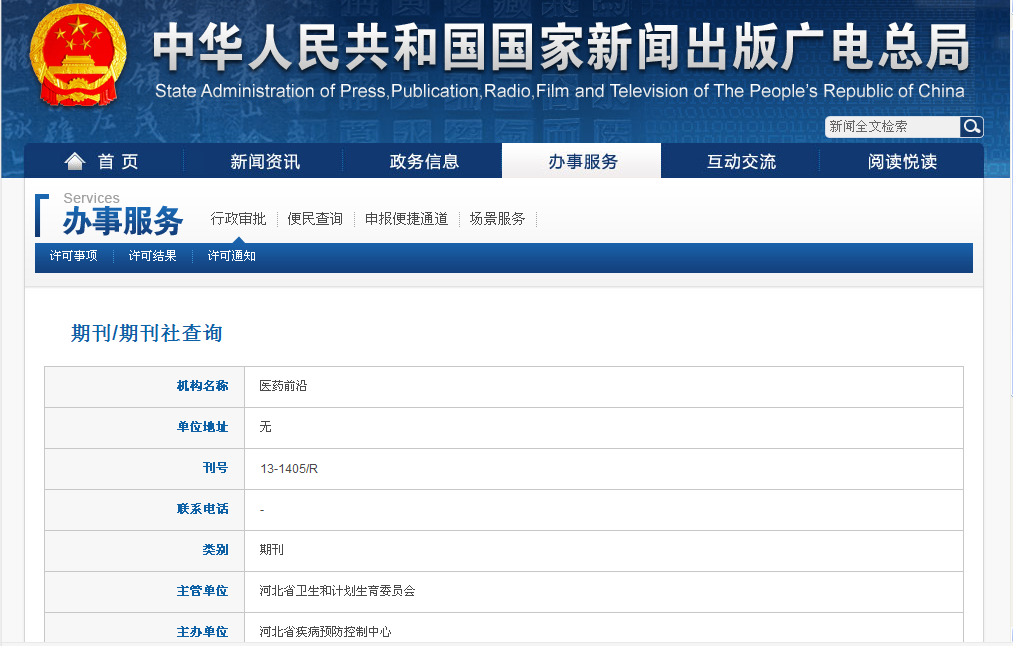 中华人民共和国国家新闻出版广电总局
State Administration of Press,Publication,Radio,Film and Television of The People's Republic of China
新闻全文检索
首 页 新闻资讯 政务信息 办事服务 互动交流 阅读悦读
Services
办事服务 行政审批 便民查询 申报便捷通道 场景服务
许可事项 许可结果 许可通知
期刊/期刊社查询
机构名称 医药前沿
单位地址 无
刊号 13-1405/R
联系电话 -
类别 期刊
主管单位 河北省卫生和计划生育委员会
主办单位 河北省疾病预防控制中心